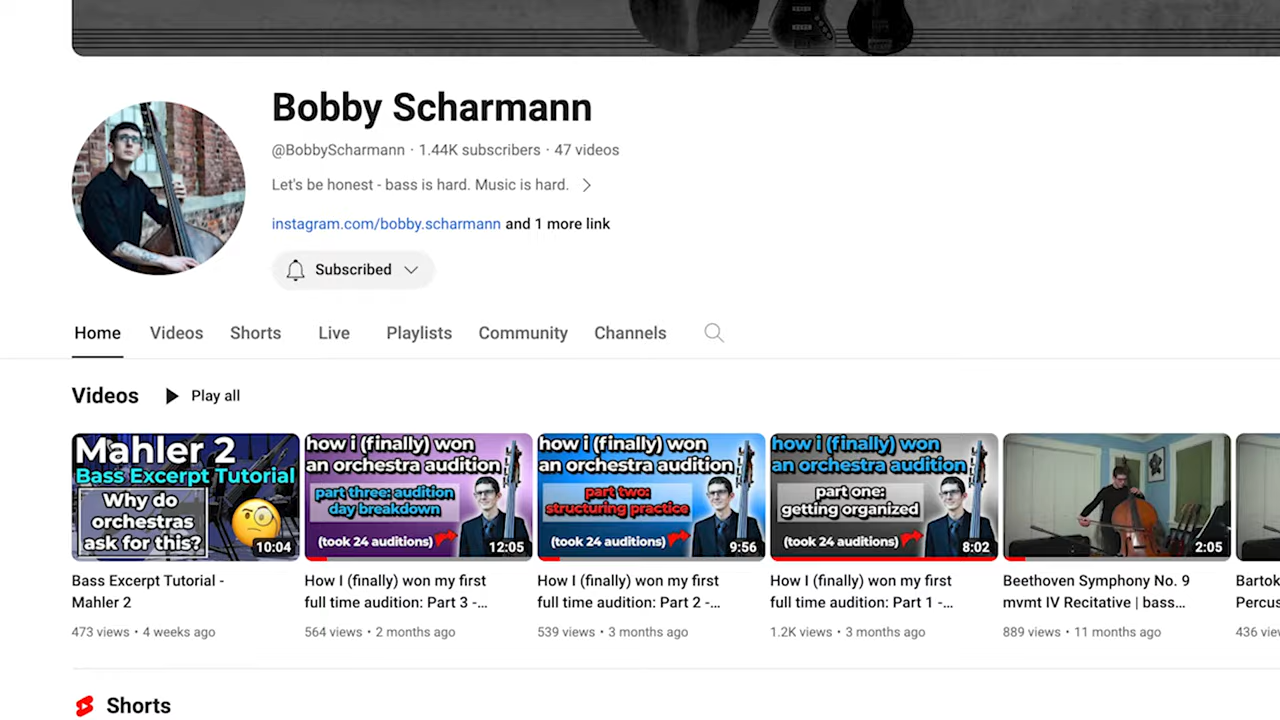 Bobby Scharmann
@BobbyScharmann · 1.44K subscribers · 47 videos
Let's be honest - bass is hard. Music is hard.
instagram.com/bobby.scharmann and 1 more link
Subscribed
Home Videos Shorts Live Playlists Community Channels
Videos Play all
Mahler 2
Bass Excerpt Tutorial
Why do
orchestras
ask for this?
10:04
how i (finally) won
an orchestra audition
part three: audition
day breakdown
(took 24 auditions)
12:05
how i (finally) won
an orchestra audition
part two:
structuring practice
(took 24 auditions)
9:56
how i (finally) won
an orchestra audition
part one:
getting organized
(took 24 auditions)
8:02
2:05
Bass Excerpt Tutorial -
Mahler 2
473 views • 4 weeks ago
How I (finally) won my first
full time audition: Part 3 -...
564 views • 2 months ago
How I (finally) won my first
full time audition: Part 2 -...
539 views • 3 months ago
How I (finally) won my first
full time audition: Part 1 -...
1.2K views • 3 months ago
Beethoven Symphony No. 9
mvmt IV Recitative | bass...
889 views • 11 months ago
Bartok
436
Shorts